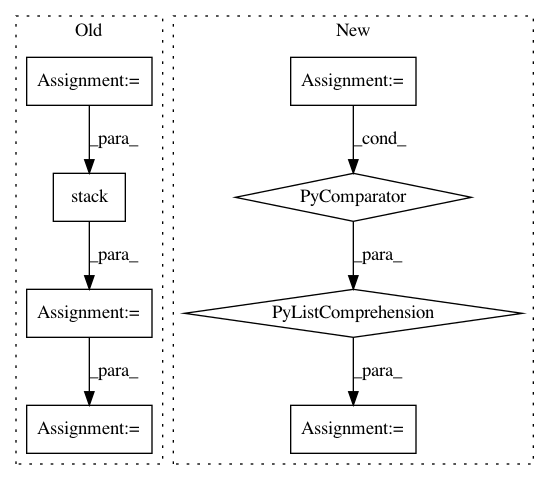 Old
New
Assignment:=
Assignment:=
_para_
_cond_
stack
PyComparator
_para_
_para_
Assignment:=
PyListComprehension
_para_
_para_
Assignment:=
Assignment:=